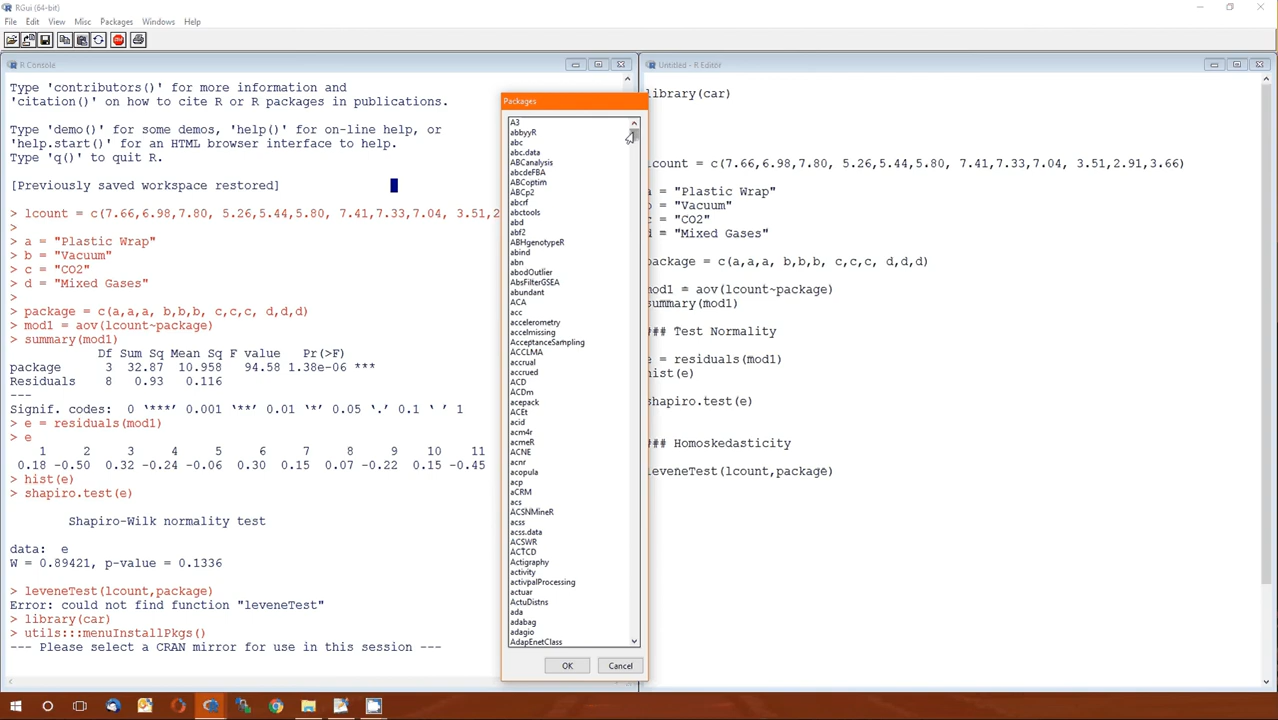 RGui (64-bit)
File Edit View Misc Packages Windows Help
R Console
Type 'contributors()' for more information and
'citation()' on how to cite R or R packages in publications.
Type 'demo()' for some demos, 'help()' for on-line help, or
'help.start()' for an HTML browser interface to help.
Type 'q()' to quit R.
[Previously saved workspace restored]
> lcount = c(7.66,6.98,7.80, 5.26,5.44,5.80, 7.41,7.33,7.04, 3.51,2
>
> a = "Plastic Wrap"
> b = "Vacuum"
> c = "CO2"
> d = "Mixed Gases"
>
> package = c(a,a,a, b,b,b, c,c,c, d,d,d)
> mod1 = aov(lcount~package)
> summary(mod1)
Df Sum Sq Mean Sq F value Pr(>F)
package 3 32.87 10.958 94.58 1.38e-06 ***
Residuals 8 0.93 0.116
---
Signif. codes: 0 ‘***’ 0.001 ‘**’ 0.01 ‘*’ 0.05 ‘.’ 0.1 ‘ ’ 1
> e = residuals(mod1)
> e
1 2 3 4 5 6 7 8 9 10 11
0.18 -0.50 0.32 -0.24 -0.06 0.30 0.15 0.07 -0.22 0.15 -0.45
> hist(e)
> shapiro.test(e)
Shapiro-Wilk normality test
data: e
W = 0.89421, p-value = 0.1336
> leveneTest(lcount,package)
Error: could not find function "leveneTest"
> library(car)
> utils:::menuInstallPkgs()
--- Please select a CRAN mirror for use in this session ---
Packages
A3
abbyyR
abc
abc.data
ABCanalysis
abcdeFBA
ABCoptim
ABCp2
abcrf
abctools
abd
abf2
ABHgenotypeR
abind
abn
abodOutlier
AbsFilterGSEA
abundant
ACA
acc
accelerometry
accelmissing
AcceptanceSampling
ACCLMA
accrual
accrued
ACD
ACDm
acepack
ACEt
acid
acm4r
acmeR
ACNE
acnr
acopula
acp
aCRM
acs
ACSNMineR
acss
acss.data
ACSWR
ACTCD
Actigraphy
activity
activpalProcessing
actuar
ActuDistns
ada
adabag
adagio
AdapEnetClass
OK Cancel
Untitled - R Editor
library(car)
lcount = c(7.66,6.98,7.80, 5.26,5.44,5.80, 7.41,7.33,7.04, 3.51,2.91,3.66)
= "Plastic Wrap"
= "Vacuum"
= "CO2"
= "Mixed Gases"
package = c(a,a,a, b,b,b, c,c,c, d,d,d)
mod1 = aov(lcount~package)
summary(mod1)
### Test Normality
e = residuals(mod1)
hist(e)
shapiro.test(e)
### Homoskedasticity
leveneTest(lcount,package)